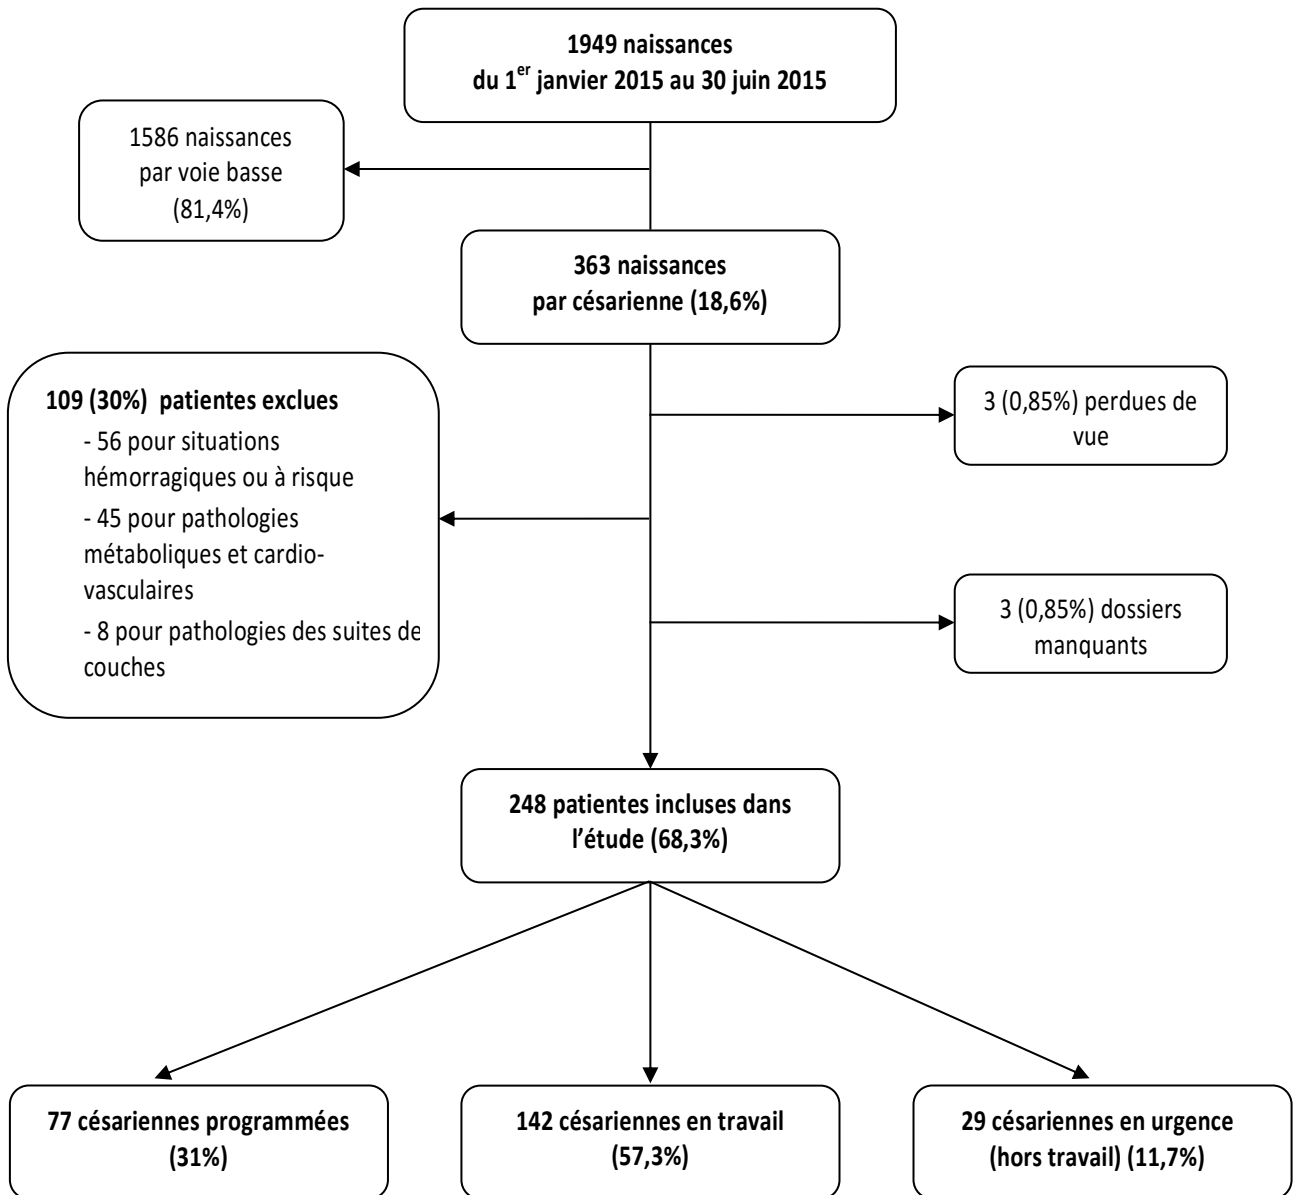 1949 naissances
du 1er janvier 2015 au 30 juin 2015
1586 naissances
par voie basse
(81,4%)
363 naissances
par césarienne (18,6%)
109 (30%) patientes exclues
- 56 pour situations
hémorragiques ou à risque
- 45 pour pathologies
métaboliques et cardio-
vasculaires
- 8 pour pathologies des suites de
couches
3 (0,85%) perdues de
vue
3 (0,85%) dossiers
manquants
248 patientes incluses dans
l’étude (68,3%)
77 césariennes programmées
(31%)
142 césariennes en travail
(57,3%)
29 césariennes en urgence
(hors travail) (11,7%)